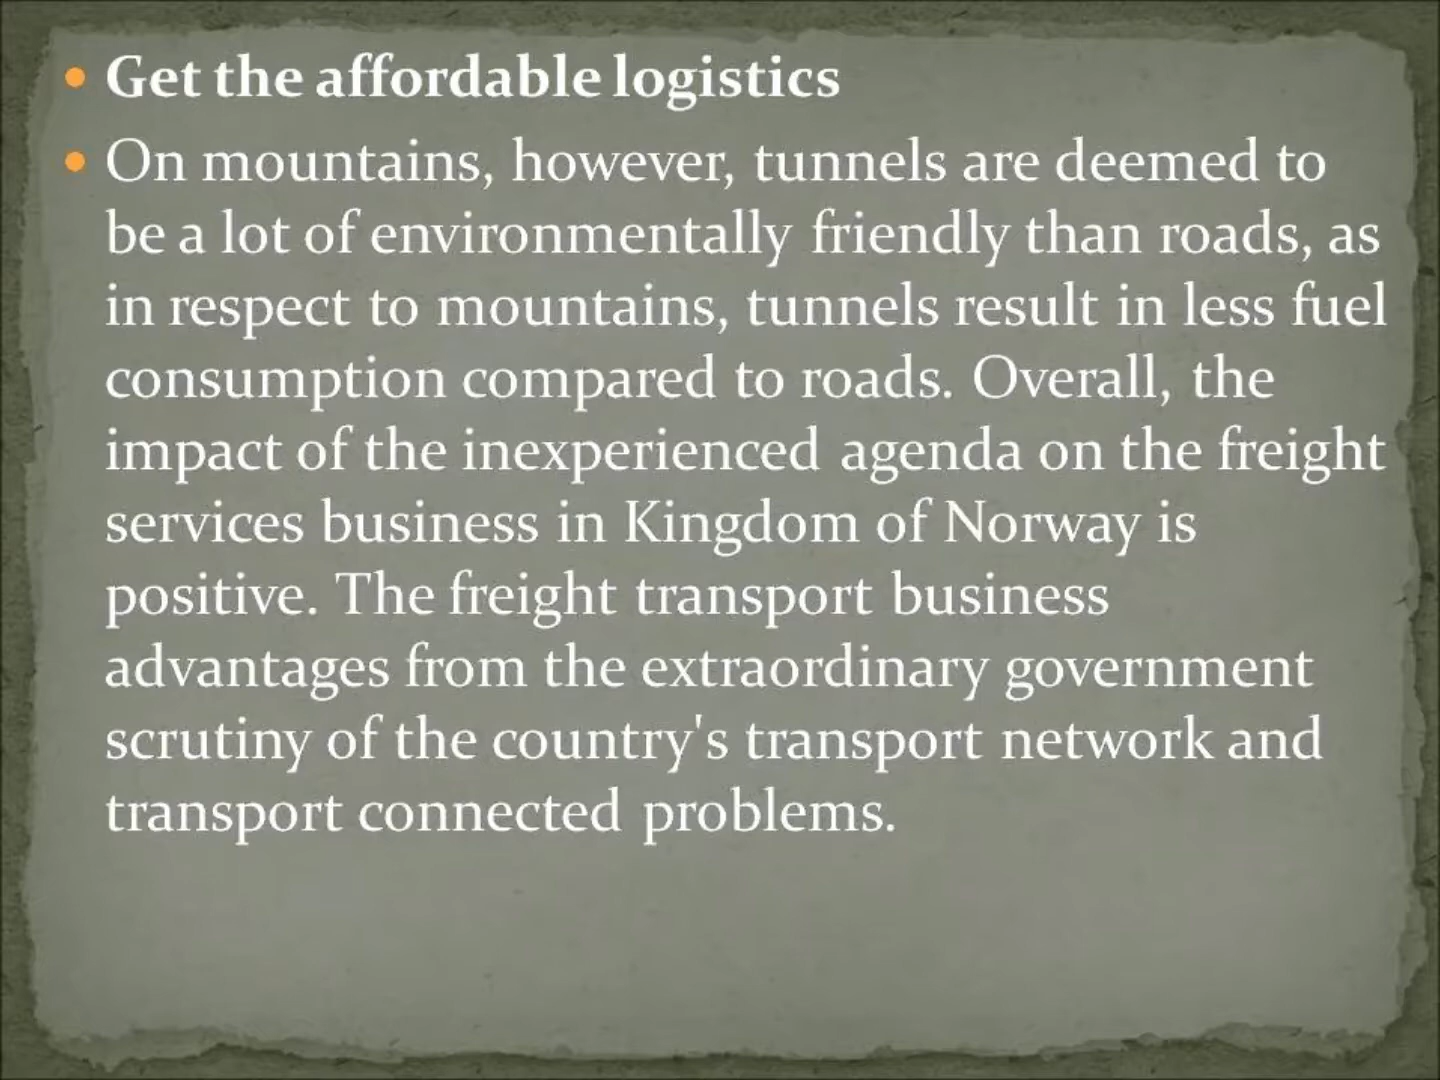 Get the affordable logistics
On mountains, however, tunnels are deemed to
be a lot of environmentally friendly than roads, as
in respect to mountains, tunnels result in less fuel
consumption compared to roads. Overall, the
impact of the inexperienced agenda on the freight
services business in Kingdom of Norway is
positive. The freight transport business
advantages from the extraordinary government
scrutiny of the country's transport network and
transport connected problems.